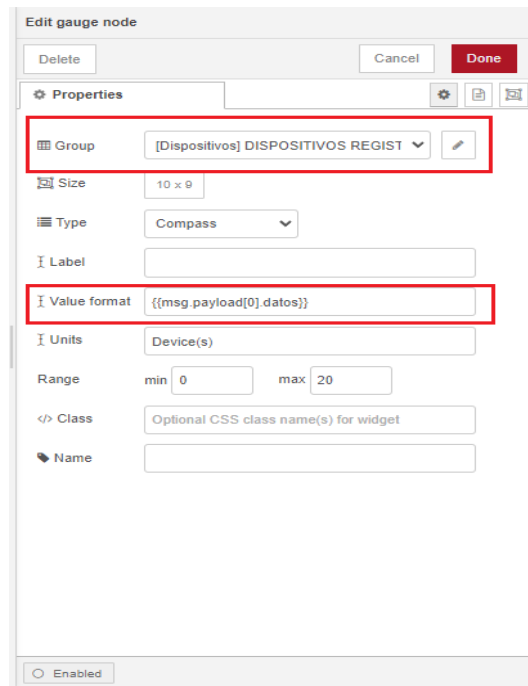 Edit gauge node
Delete
Cancel
Done
Properties
Group
[Dispositivos] DISPOSITIVOS REGIST
Size
10 x 9
Type
Compass
Label
Value format
{{msg.payload[0].datos}}
Units
Device(s)
Range
min 0
max 20
</> Class
Optional CSS class name(s) for widget
Name
Enabled